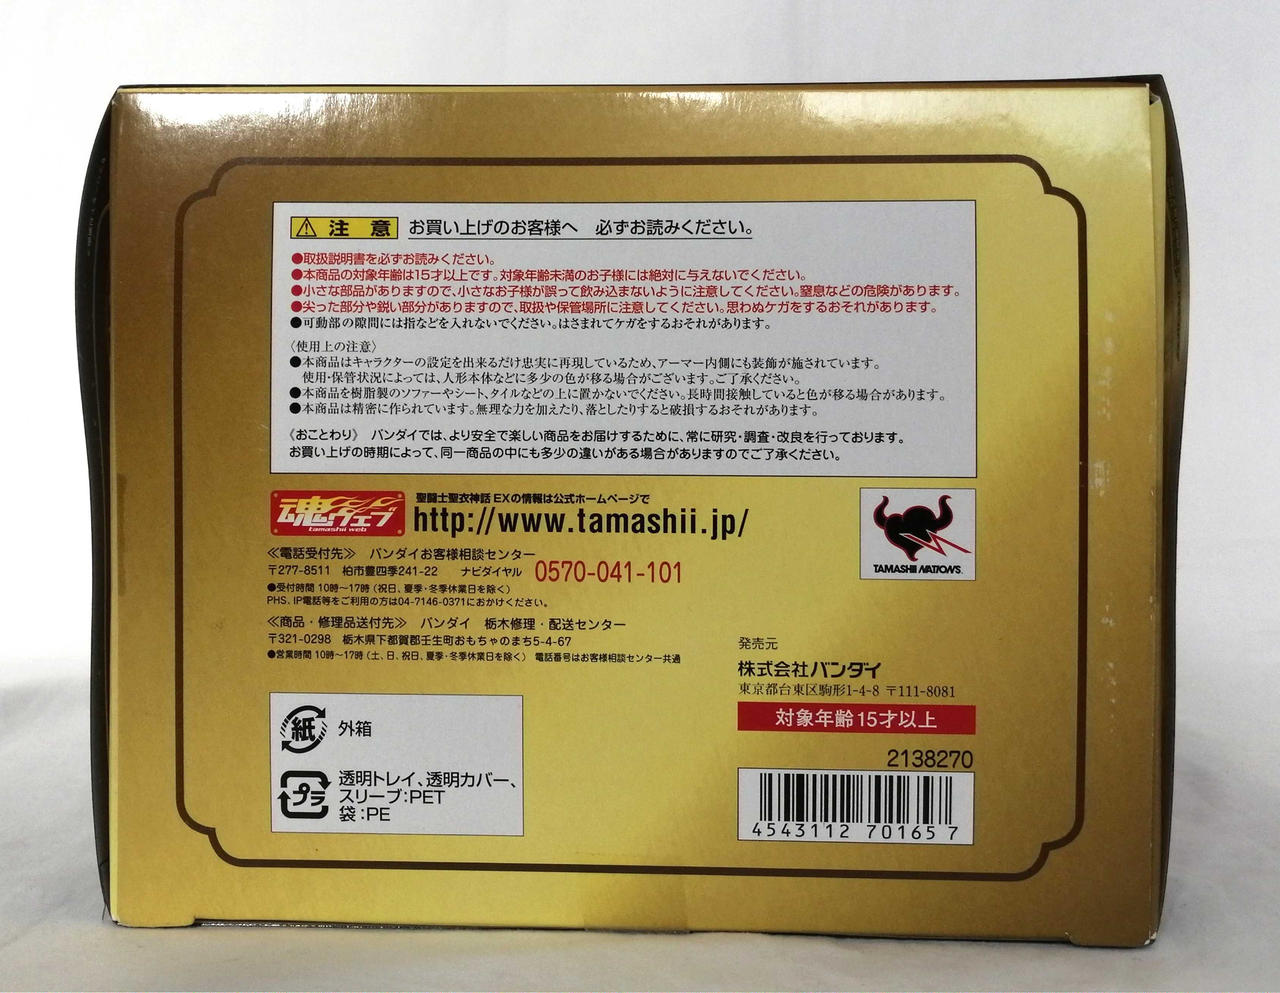 注意 お買い上げのお客様へ 必ずお読みください。
●取扱説明書を必ずお読みください。
●本商品の対象年齢は15才以上です。対象年齢未満のお子様には絶対に与えないでください。
●小さな部品がありますので、小さなお子様が誤って飲み込まないように注意してください。窒息などの危険があります。
●尖った部分や鋭い部分がありますので、取扱や保管場所に注意してください。思わぬケガをするおそれがあります。
●可動部の隙間には指などを入れないでください。はさまれてケガをするおそれがあります。
〈使用上の注意〉
●本商品はキャラクターの設定を出来るだけ忠実に再現しているため、アーマー内側にも装飾が施されています。
使用・保管状況によっては、人形本体などに多少の色が移る場合がございます。ご了承ください。
●本商品を樹脂製のソファーやシート、タイルなどの上に置かないでください。長時間接触していると色が移る場合があります。
●本商品は精密に作られています。無理な力を加えたり、落としたりすると破損するおそれがあります。
《おことわり》 バンダイでは、より安全で楽しい商品をお届けするために、常に研究・調査・改良を行っております。
お買い上げの時期によって、同一商品の中にも多少の違いがある場合がありますのでご了承ください。
魂ウェブ
tamashii web
聖闘士聖衣神話EXの情報は公式ホームページで
http://www.tamashii.jp/
TAMASHII NATIONS
≪電話受付先≫ バンダイお客様相談センター
〒277-8511 柏市豊四季241-22 ナビダイヤル 0570-041-101
●受付時間 10時～17時(祝日、夏季・冬季休業日を除く)
PHS、IP電話等をご利用の方は04-7146-0371におかけください。
≪商品・修理品送付先≫ バンダイ 栃木修理・配送センター
〒321-0298 栃木県下都賀郡壬生町おもちゃのまち5-4-67
●営業時間 10時～17時(土、日、祝日、夏季・冬季休業日を除く) 電話番号はお客様相談センター共通
発売元
株式会社バンダイ
東京都台東区駒形1-4-8 〒111-8081
対象年齢15才以上
紙 外箱
プラ 透明トレイ、透明カバー、
スリーブ:PET
袋:PE
2138270
4543112 701657